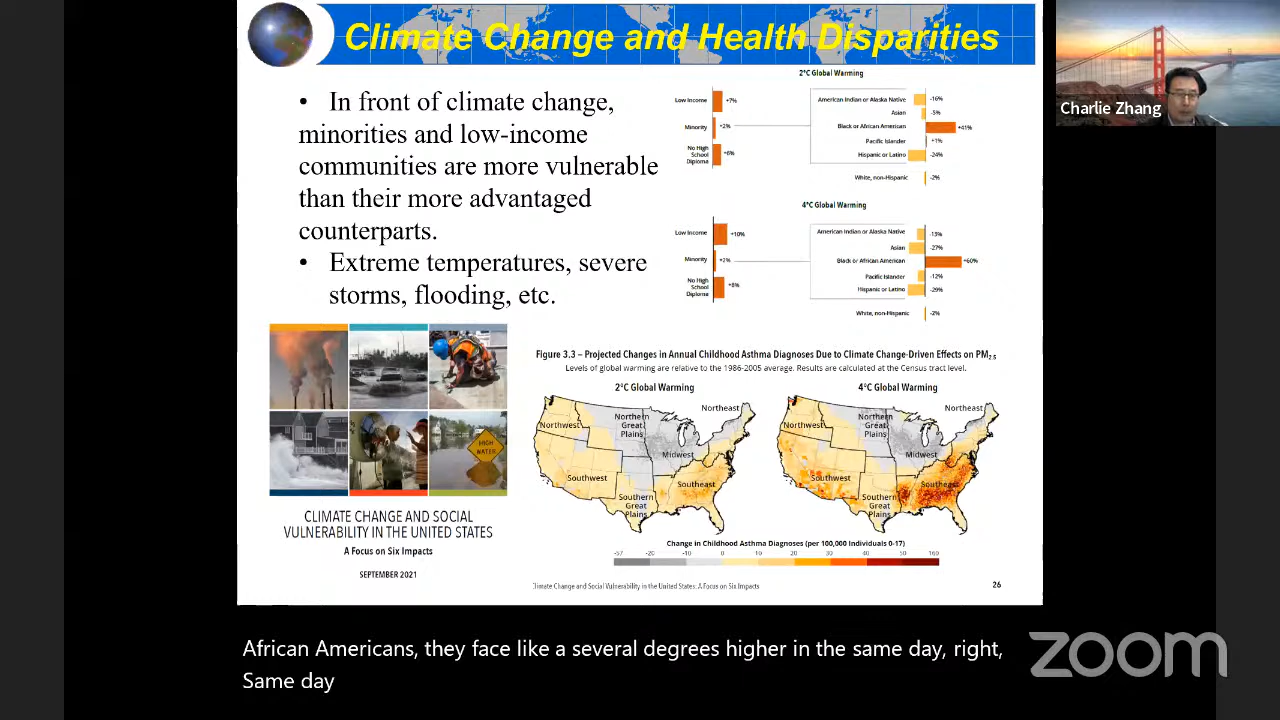 Climate Change and Health Disparities
• In front of climate change,
minorities and low-income
communities are more vulnerable
than their more advantaged
counterparts.
• Extreme temperatures, severe
storms, flooding, etc.
HIGH
WATER
CLIMATE CHANGE AND SOCIAL
VULNERABILITY IN THE UNITED STATES
A Focus on Six Impacts
SEPTEMBER 2021
2°C Global Warming
Low Income +7%
Minority +2%
No High
School
Diploma +6%
American Indian or Alaska Native -16%
Asian -5%
Black or African American +41%
Pacific Islander +1%
Hispanic or Latino -24%
White, non-Hispanic -2%
4°C Global Warming
Low Income +10%
Minority +2%
No High
School
Diploma +8%
American Indian or Alaska Native -15%
Asian -27%
Black or African American +60%
Pacific Islander -12%
Hispanic or Latino -29%
White, non-Hispanic -2%
Figure 3.3 – Projected Changes in Annual Childhood Asthma Diagnoses Due to Climate Change-Driven Effects on PM2.5
Levels of global warming are relative to the 1986-2005 average. Results are calculated at the Census tract level.
2°C Global Warming
Northwest
Northern
Great
Plains
Northeast
Midwest
Southwest
Southeast
Southern
Great
Plains
4°C Global Warming
Northwest
Northern
Great
Plains
Northeast
Midwest
Southwest
Southeast
Southern
Great
Plains
Change in Childhood Asthma Diagnoses (per 100,000 Individuals 0-17)
-57 -20 -10 0 10 20 30 40 50 160
Climate Change and Social Vulnerability in the United States: A Focus on Six Impacts
26
Charlie Zhang
African Americans, they face like a several degrees higher in the same day, right,
Same day
zoom